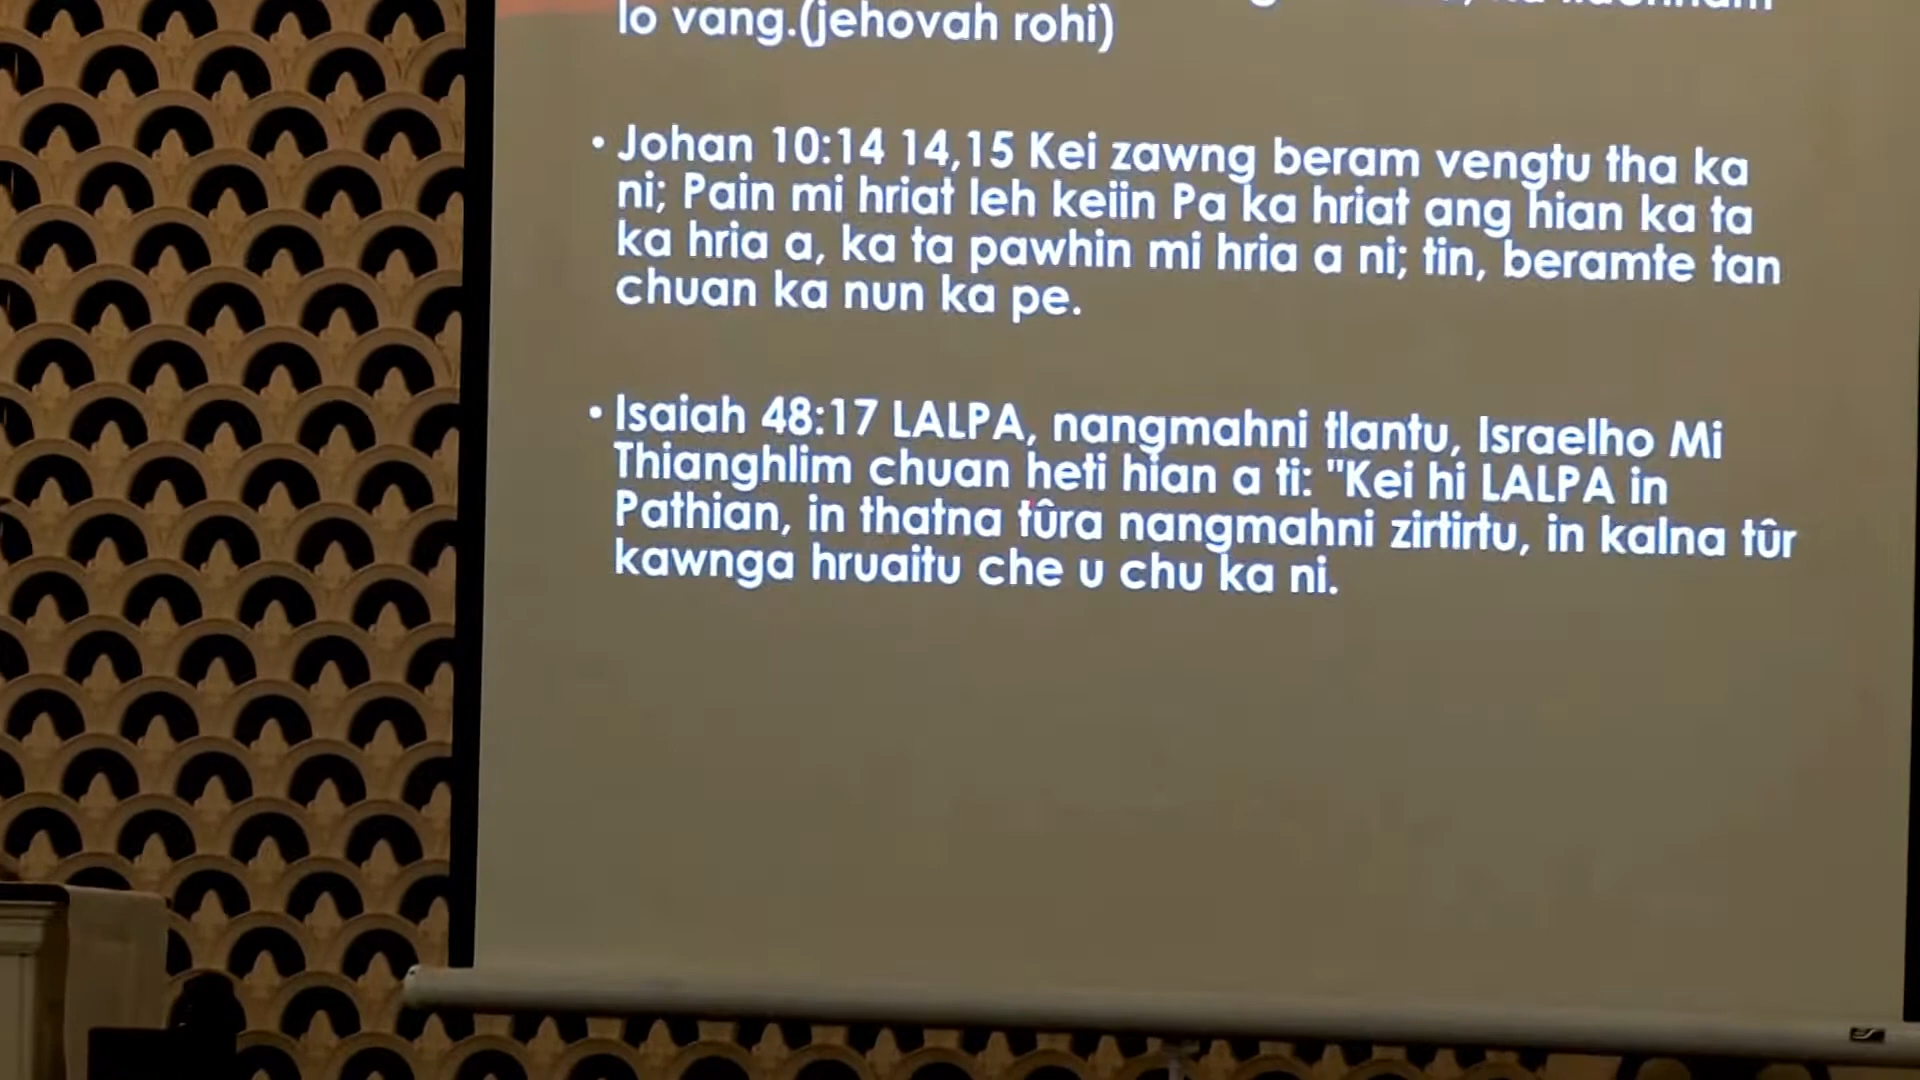 lo vang.(jehovah rohi)
• Johan 10:14 14,15 Kei zawng beram vengtu tha ka
ni; Pain mi hriat leh keiin Pa ka hriat ang hian ka ta
ka hria a, ka ta pawhin mi hria a ni; tin, beramte tan
chuan ka nun ka pe.
• Isaiah 48:17 LALPA, nangmahni tlantu, Israelho Mi
Thianghlim chuan heti hian a ti: "Kei hi LALPA in
Pathian, in thatna tûra nangmahni zirtirtu, in kalna tûr
kawnga hruaitu che u chu ka ni.